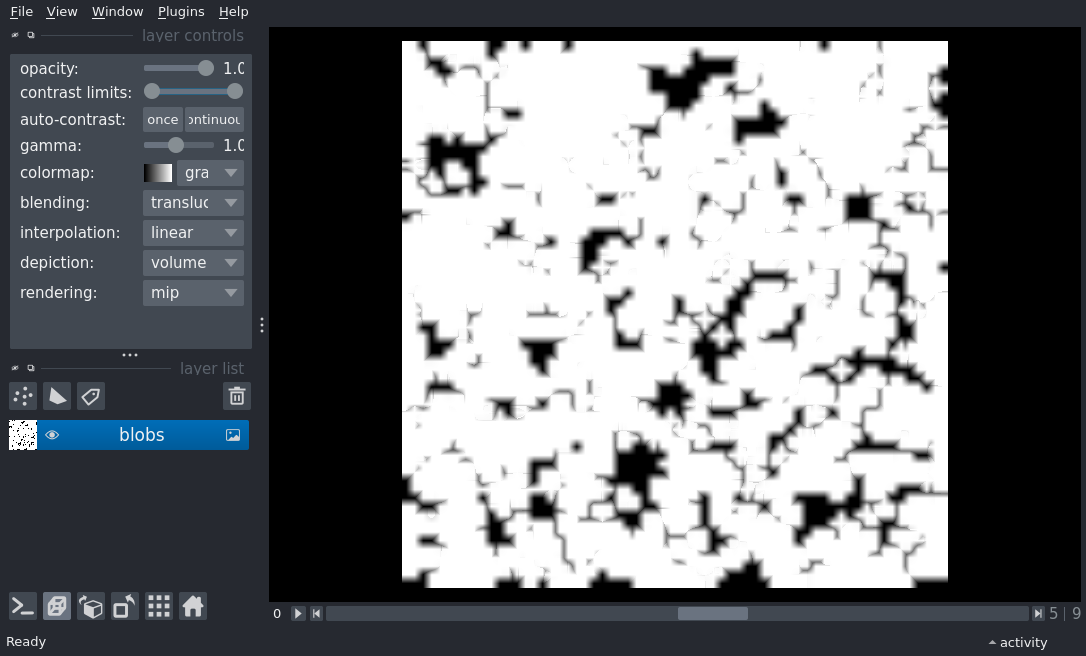 File View Window Plugins Help
layer controls
opacity: 1.0
contrast limits:
auto-contrast: once ontinuou
gamma: 1.0
colormap: gra
blending: transluc
interpolation: linear
depiction: volume
rendering: mip
layer list
blobs
0 5 | 9
Ready activity